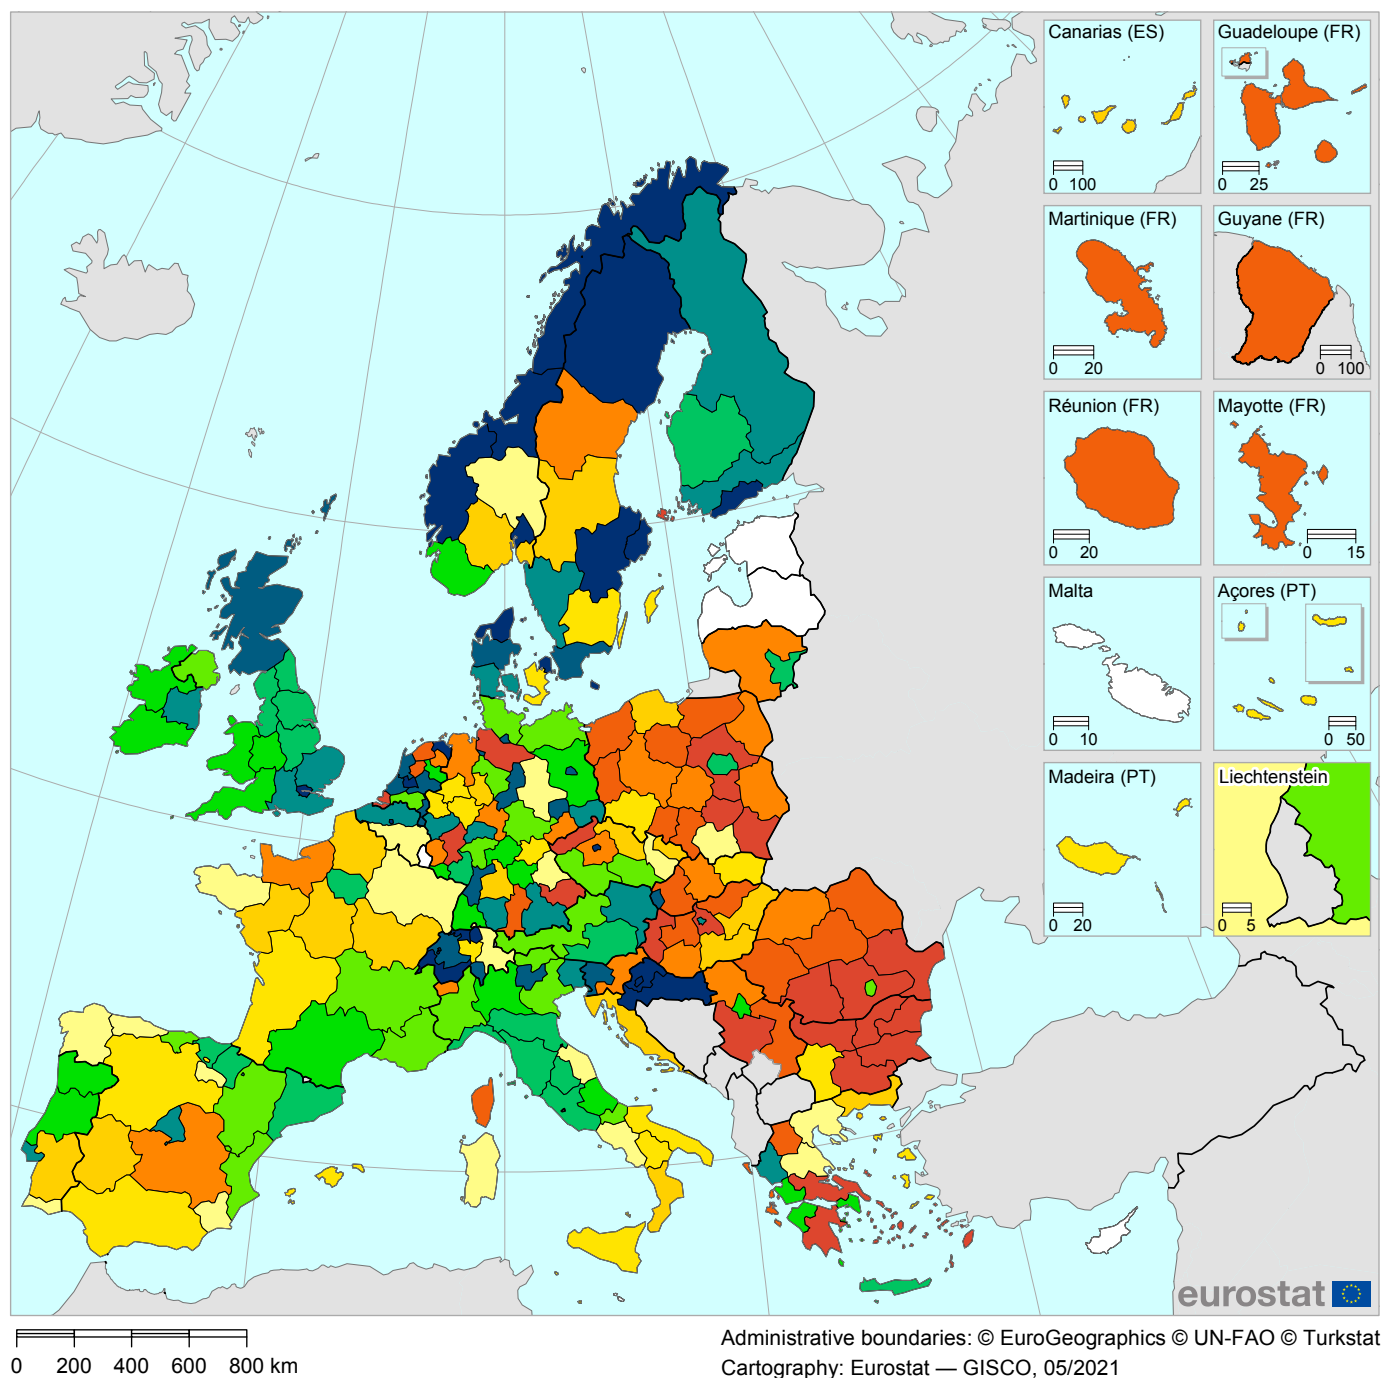 Canarias (ES)
0 100
Guadeloupe (FR)
0 25
Martinique (FR)
0 20
Guyane (FR)
0 100
Réunion (FR)
0 20
Mayotte (FR)
0 15
Malta
0 10
Açores (PT)
0 50
Madeira (PT)
0 20
Liechtenstein
0 5
eurostat
0 200 400 600 800 km
Administrative boundaries: © EuroGeographics © UN-FAO © Turkstat
Cartography: Eurostat — GISCO, 05/2021